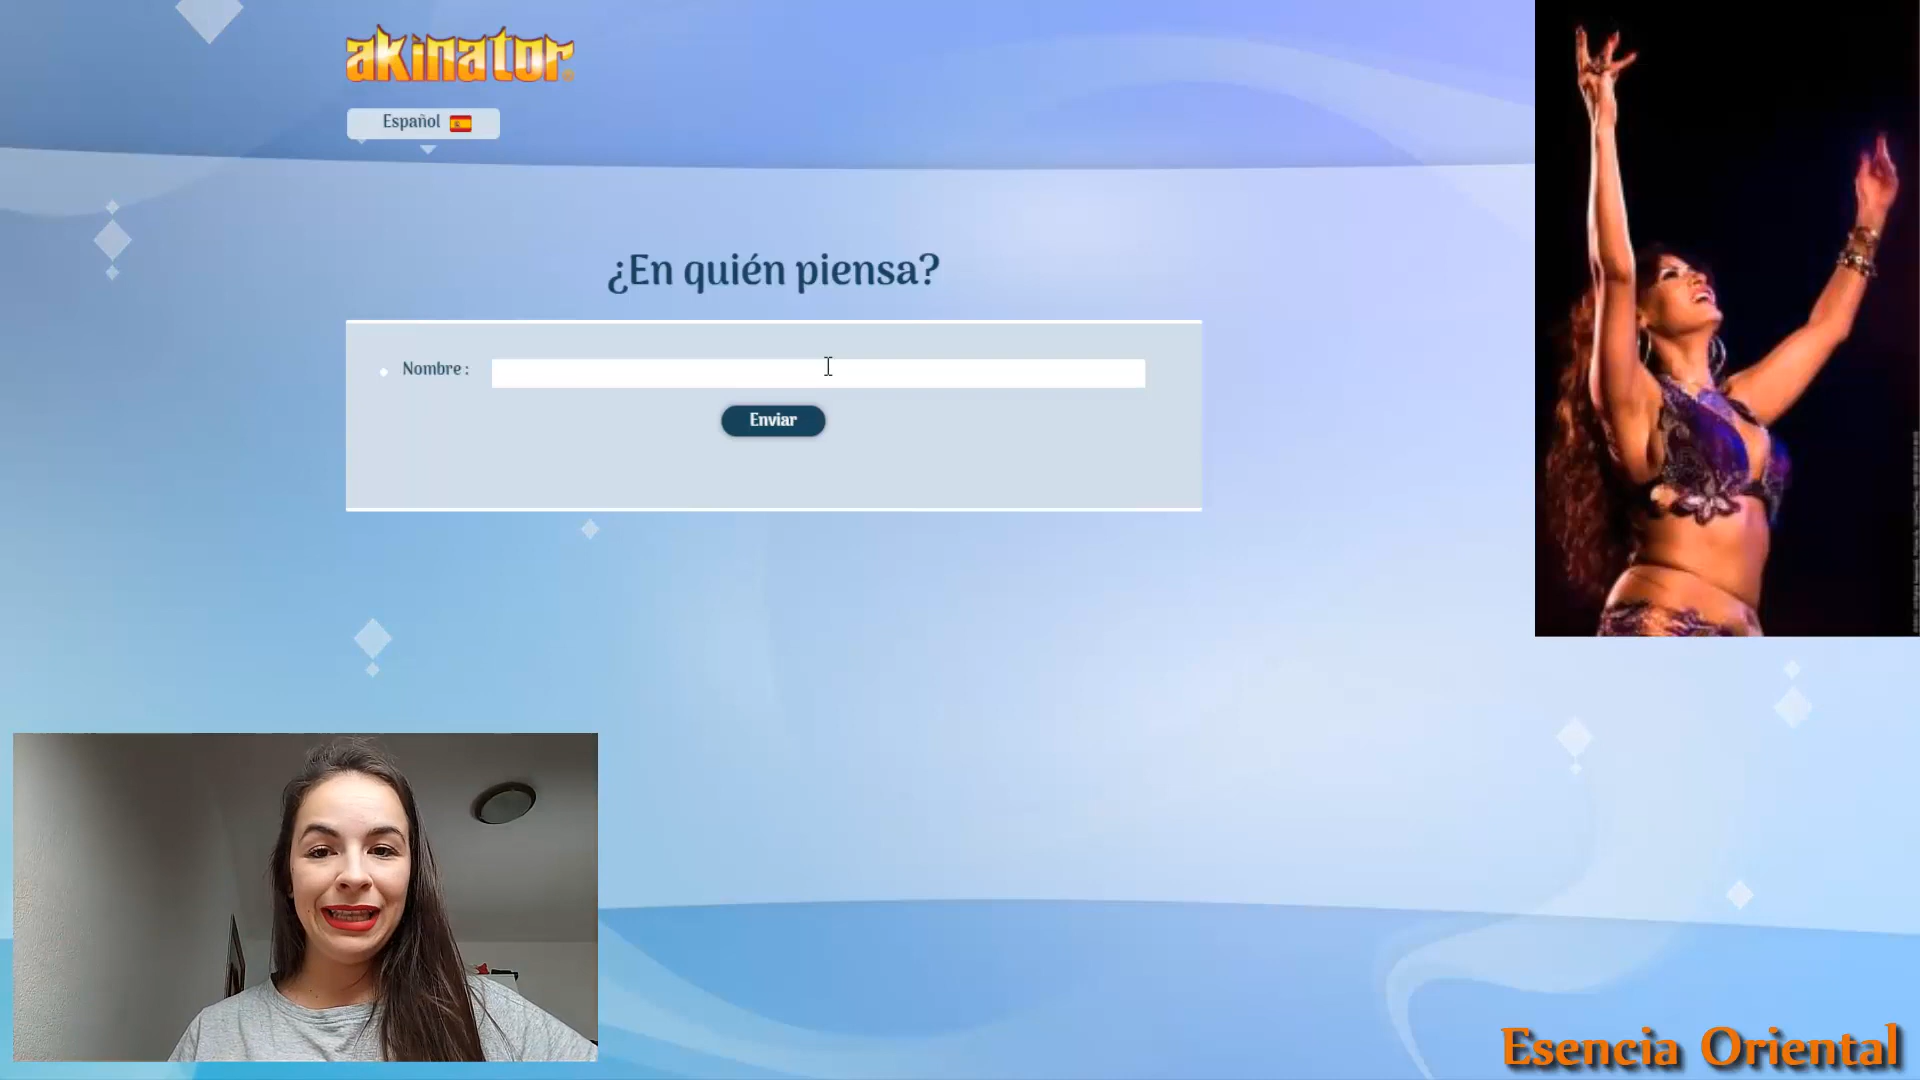 akinator
Español
¿En quién piensa?
Nombre :
Enviar
Esencia Oriental